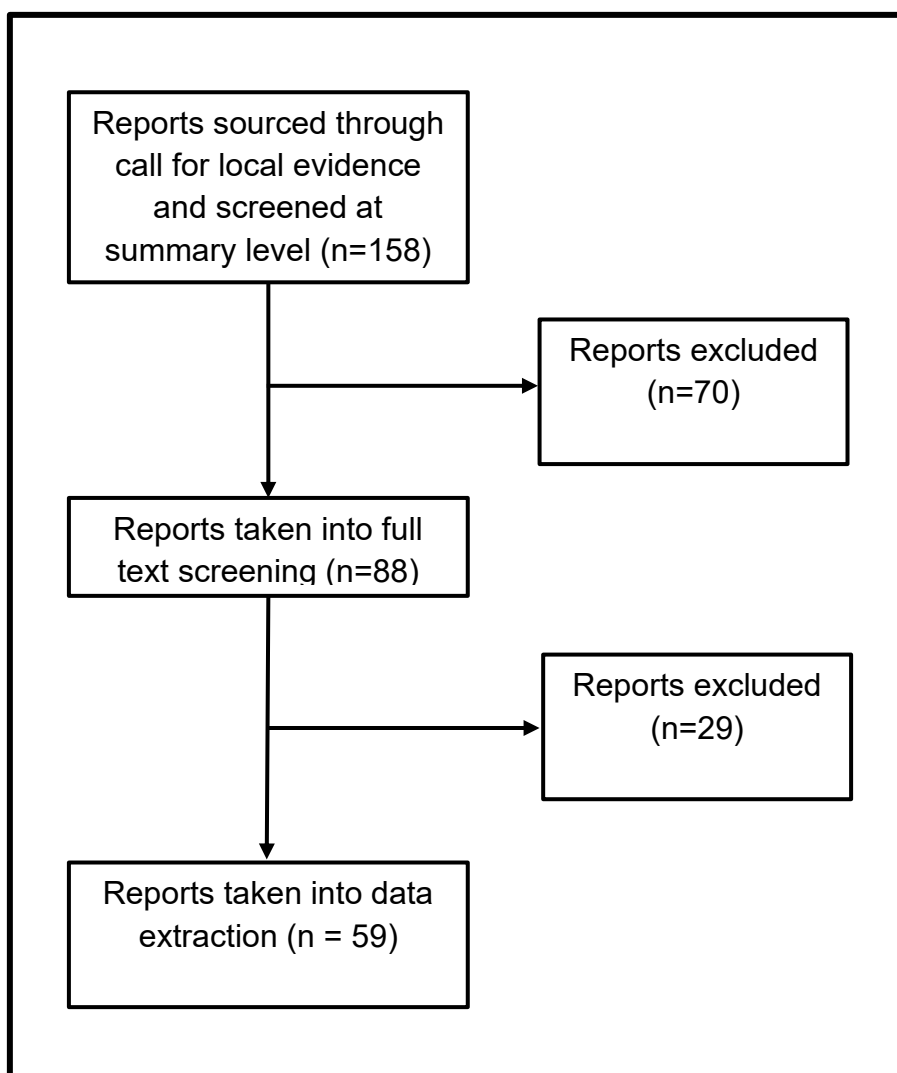 Reports sourced through
call for local evidence
and screened at
summary level (n=158)
Reports excluded
(n=70)
Reports taken into full
text screening (n=88)
Reports excluded
(n=29)
Reports taken into data
extraction (n = 59)